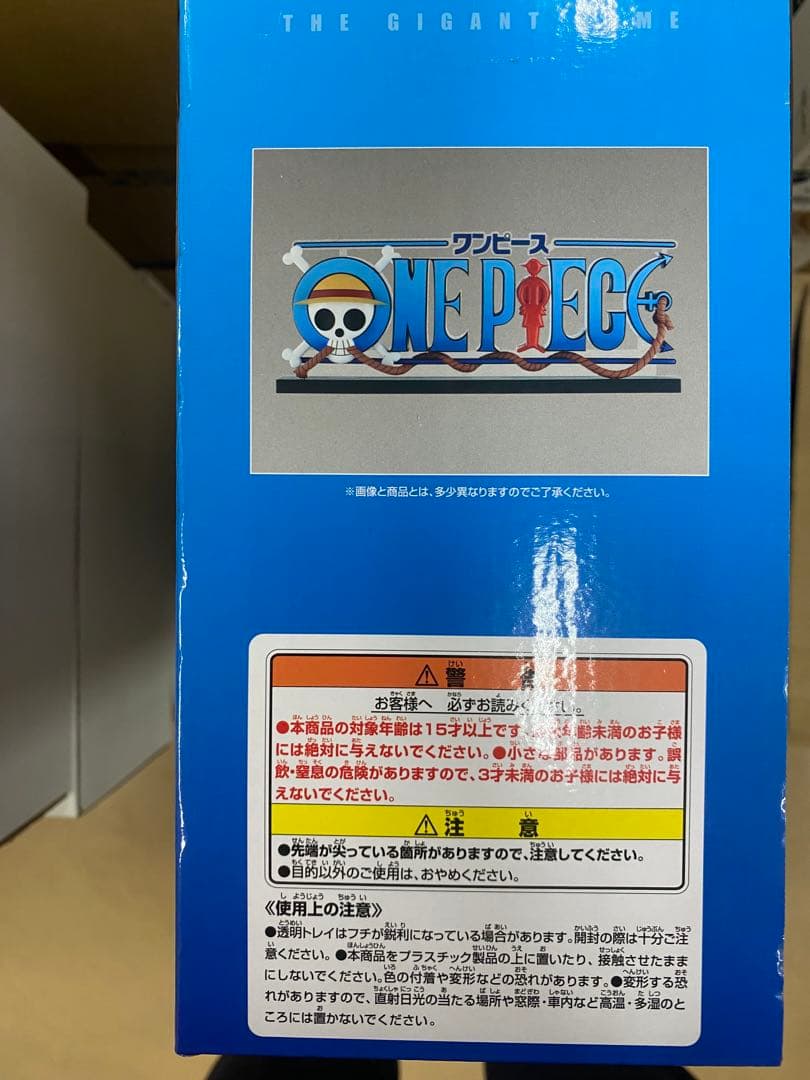 THE GIGANT ME
ワンピース
ONE PIECE
※画像と商品とは、多少異なりますのでご了承ください。
⚠警
お客様へ 必ずお読みください。
●本商品の対象年齢は15才以上です。 年齢未満のお子様
には絶対に与えないでください。●小さな部品があります。誤
飲・窒息の危険がありますので、3才未満のお子様には絶対に与
えないでください。
⚠注 意
●先端が尖っている箇所がありますので、注意してください。
●目的以外のご使用は、おやめください。
《使用上の注意》
●透明トレイはフチが鋭利になっている場合があります。開封の際は十分ご注
意ください。●本商品をプラスチック製品の上に置いたり、接触させたまま
にしないでください。色の付着や変形などの恐れがあります。●変形する恐
れがありますので、直射日光の当たる場所や窓際・車内など高温・多湿のと
ころには置かないでください。